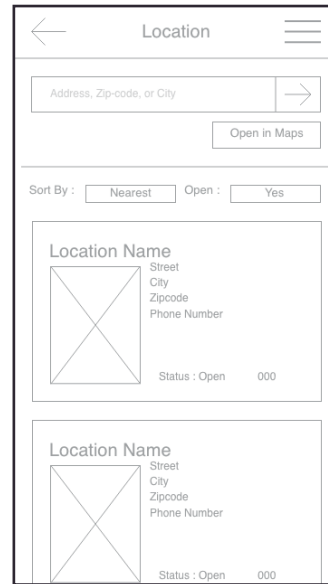 Location
Address, Zip-code, or City
Open in Maps
Sort By : Nearest Open : Yes
Location Name
Street
City
Zipcode
Phone Number
Status : Open 000
Location Name
Street
City
Zipcode
Phone Number
Status : Open 000